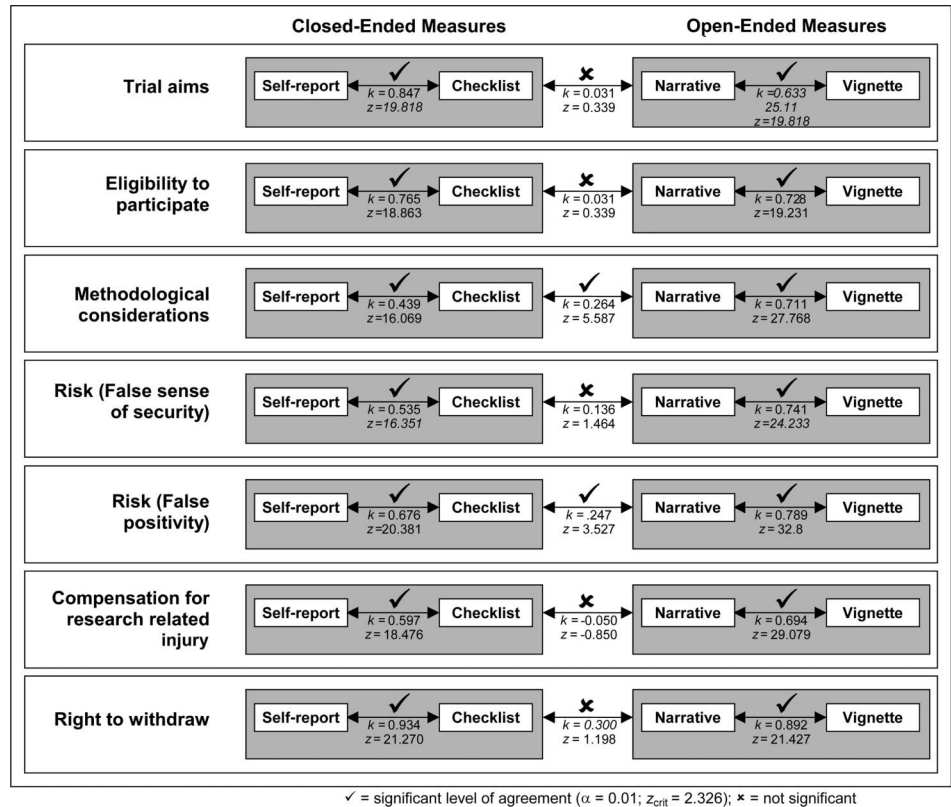 Closed-Ended Measures Open-Ended Measures
Trial aims
Self-report ✓ Checklist ✘ Narrative ✓ Vignette
k = 0.847 k = 0.031 k =0.633
z=19.818 z = 0.339 25.11
z=19.818
Eligibility to
participate
Self-report ✓ Checklist ✘ Narrative ✓ Vignette
k = 0.765 k = 0.031 k = 0.728
z=18.863 z = 0.339 z=19.231
Methodological
considerations
Self-report ✓ Checklist ✓ Narrative ✓ Vignette
k = 0.439 k = 0.264 k = 0.711
z=16.069 z = 5.587 z = 27.768
Risk (False sense
of security)
Self-report ✓ Checklist ✘ Narrative ✓ Vignette
k = 0.535 k = 0.136 k = 0.741
z=16.351 z = 1.464 z=24.233
Risk (False
positivity)
Self-report ✓ Checklist ✓ Narrative ✓ Vignette
k = 0.676 k = .247 k = 0.789
z=20.381 z = 3.527 z = 32.8
Compensation for
research related
injury
Self-report ✓ Checklist ✘ Narrative ✓ Vignette
k = 0.597 k = -0.050 k = 0.694
z = 18.476 z = -0.850 z = 29.079
Right to withdraw
Self-report ✓ Checklist ✘ Narrative ✓ Vignette
k = 0.934 k = 0.300 k = 0.892
z = 21.270 z = 1.198 z = 21.427
✓ = significant level of agreement (α = 0.01; zcrit = 2.326); ✘ = not significant